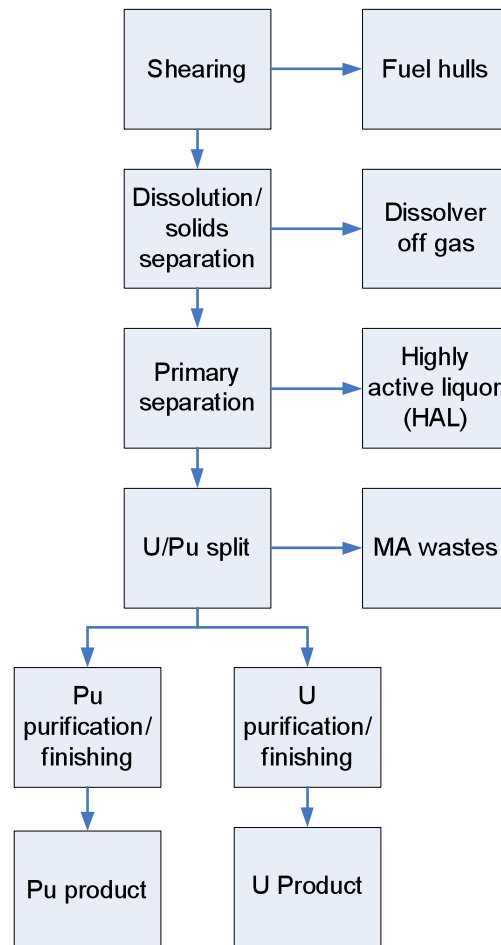 Shearing
Fuel hulls
Dissolution/
solids
separation
Dissolver
off gas
Primary
separation
Highly
active liquor
(HAL)
U/Pu split
MA wastes
Pu
purification/
finishing
U
purification/
finishing
Pu product
U Product